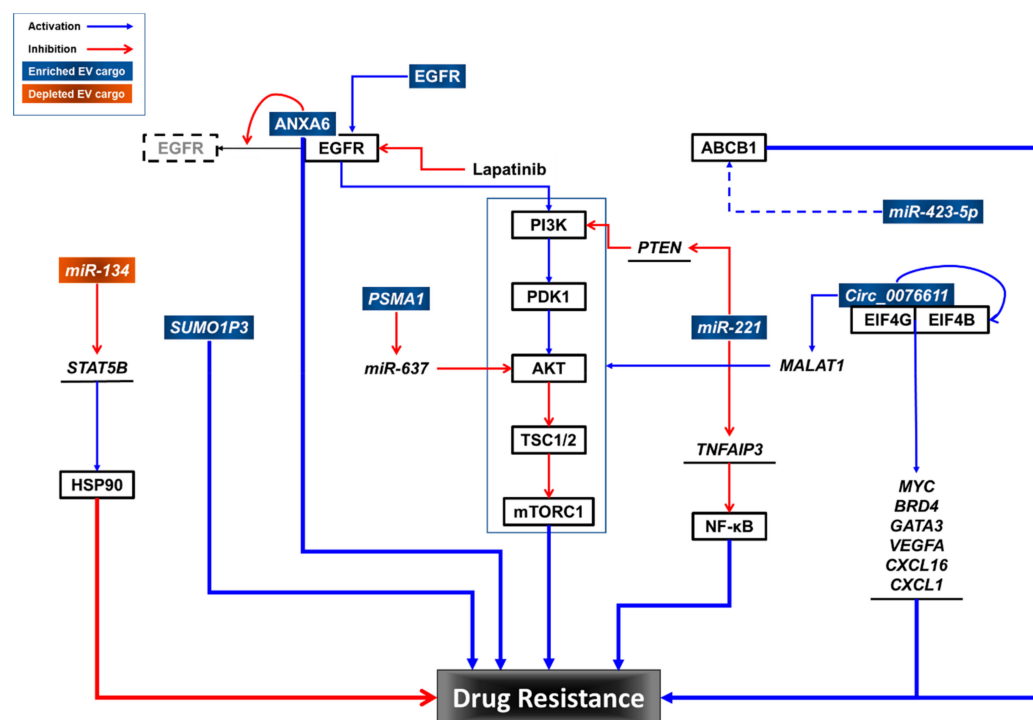 Activation
Inhibition
Enriched EV cargo
Depleted EV cargo
EGFR
ANXA6
EGFR
EGFR
Lapatinib
ABCB1
miR-423-5p
PI3K
PTEN
miR-134
PDK1
PSMA1
SUMO1P3
miR-221
Circ_0076611
EIF4G
EIF4B
STAT5B
miR-637
AKT
MALAT1
TSC1/2
TNFAIP3
HSP90
mTORC1
NF-κB
MYC
BRD4
GATA3
VEGFA
CXCL16
CXCL1
Drug Resistance